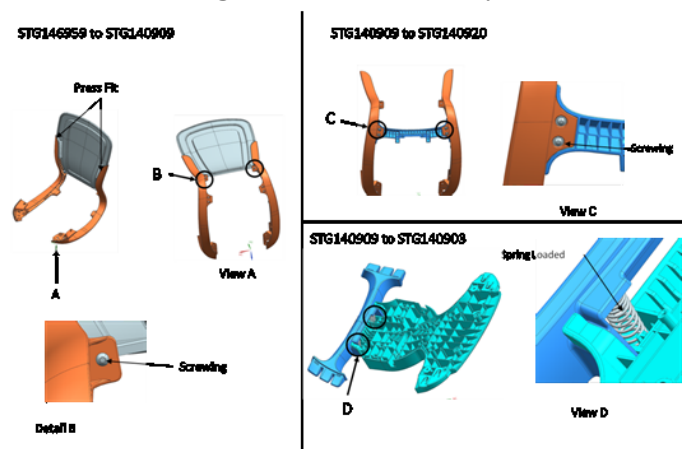 STG146959 to STG140909
Press Fit
B
View A
A
Screwing
Detail B
STG140909 to STG140920
C
Screwing
View C
STG140909 to STG140903
Spring Loaded
D
View D